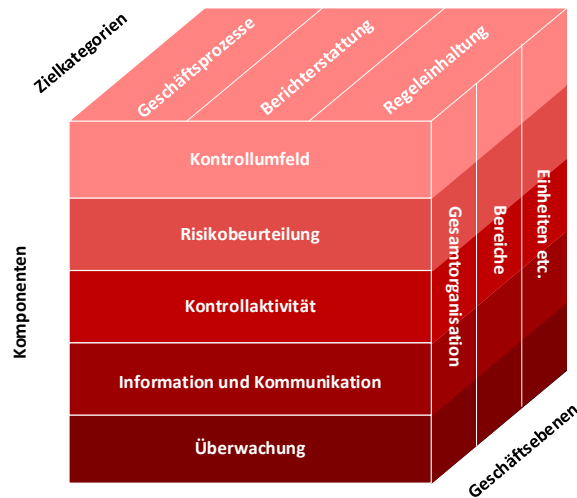 Zielkategorien
Geschäftsprozesse
Berichterstattung
Regeleinhaltung
Komponenten
Kontrollumfeld
Risikobeurteilung
Kontrollaktivität
Information und Kommunikation
Überwachung
Gesamtorganisation
Bereiche
Einheiten etc.
Geschäftsebenen